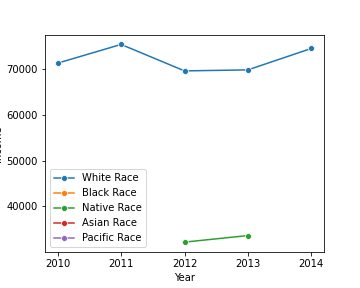 70000
60000
50000
40000
White Race
Black Race
Native Race
Asian Race
Pacific Race
2010 2011 2012 2013 2014
Year